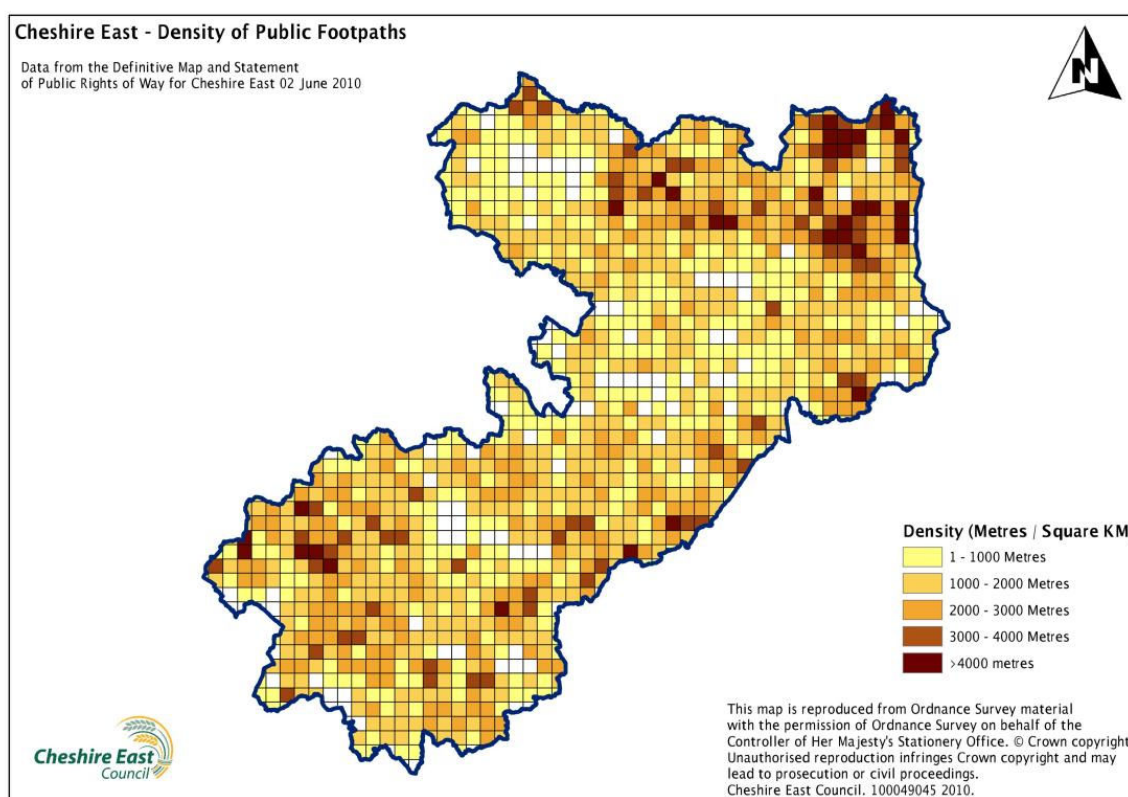 Cheshire East - Density of Public Footpaths
Data from the Definitive Map and Statement
of Public Rights of Way for Cheshire East 02 June 2010
N
Density (Metres / Square KM
1 - 1000 Metres
1000 - 2000 Metres
2000 - 3000 Metres
3000 - 4000 Metres
>4000 metres
This map is reproduced from Ordnance Survey material
with the permission of Ordnance Survey on behalf of the
Controller of Her Majesty's Stationery Office. © Crown copyright
Unauthorised reproduction infringes Crown copyright and may
lead to prosecution or civil proceedings.
Cheshire East Council. 100049045 2010.
Cheshire East
Council